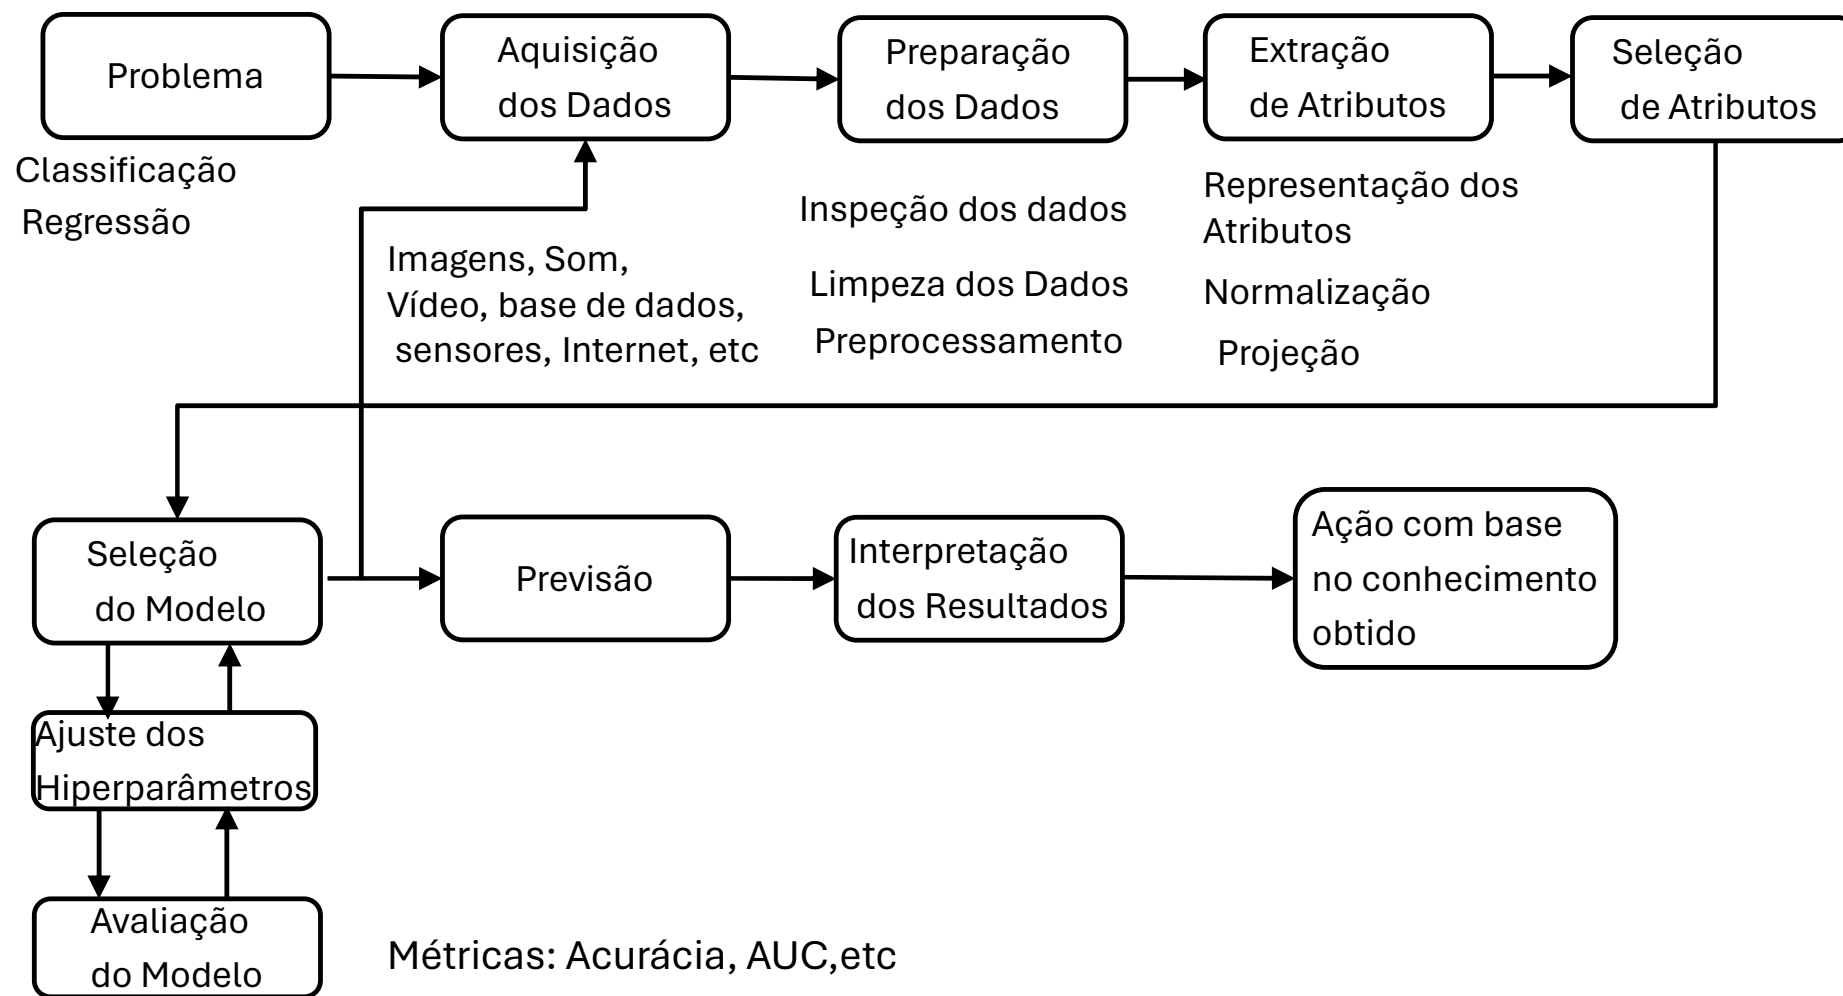 Problema
Classificação
Regressão
Aquisição
dos Dados
Imagens, Som,
Vídeo, base de dados,
sensores, Internet, etc
Preparação
dos Dados
Inspeção dos dados
Limpeza dos Dados
Preprocessamento
Extração
de Atributos
Representação dos
Atributos
Normalização
Projeção
Seleção
de Atributos
Seleção
do Modelo
Previsão
Interpretação
dos Resultados
Ação com base
no conhecimento
obtido
Ajuste dos
Hiperparâmetros
Avaliação
do Modelo
Métricas: Acurácia, AUC,etc